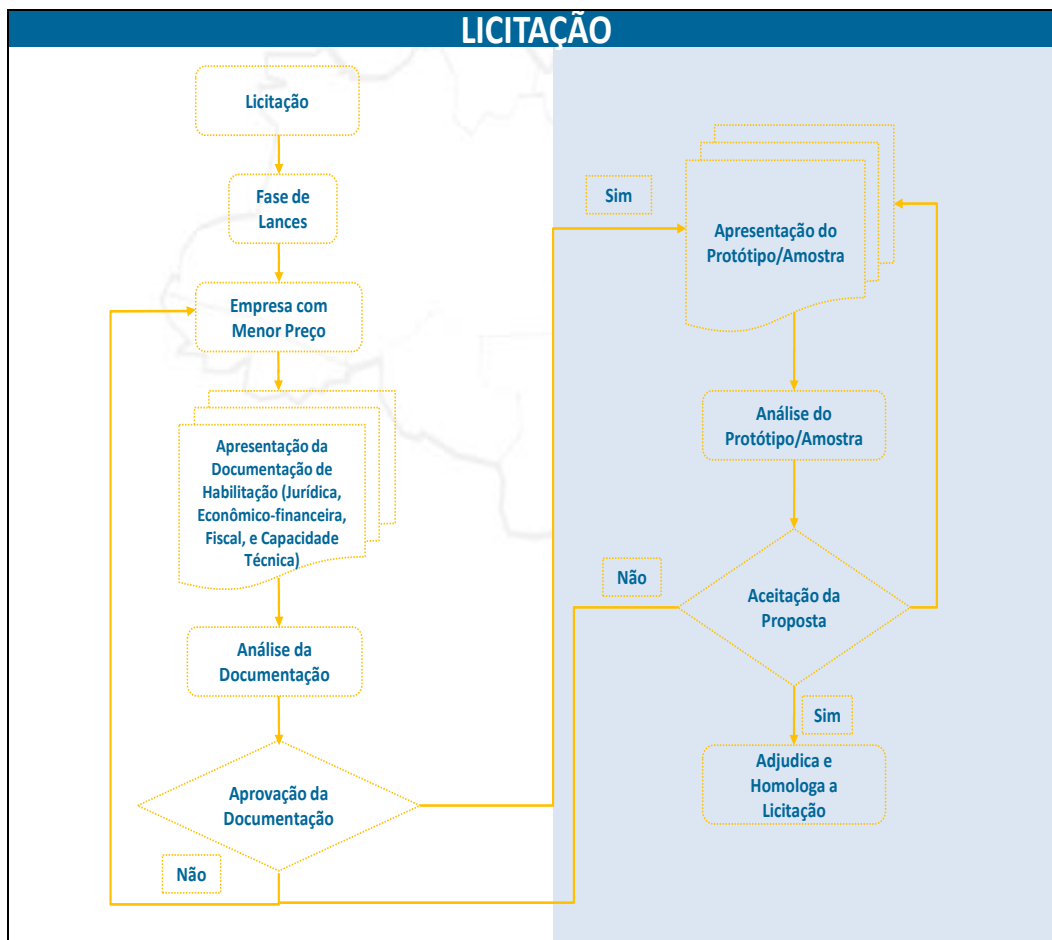 LICITAÇÃO
Licitação
Fase de
Lances
Empresa com
Menor Preço
Apresentação da
Documentação de
Habilitação (Jurídica,
Econômico-financeira,
Fiscal, e Capacidade
Técnica)
Análise da
Documentação
Aprovação da
Documentação
Não
Sim
Apresentação do
Protótipo/Amostra
Análise do
Protótipo/Amostra
Não
Aceitação da
Proposta
Sim
Adjudica e
Homologa a
Licitação